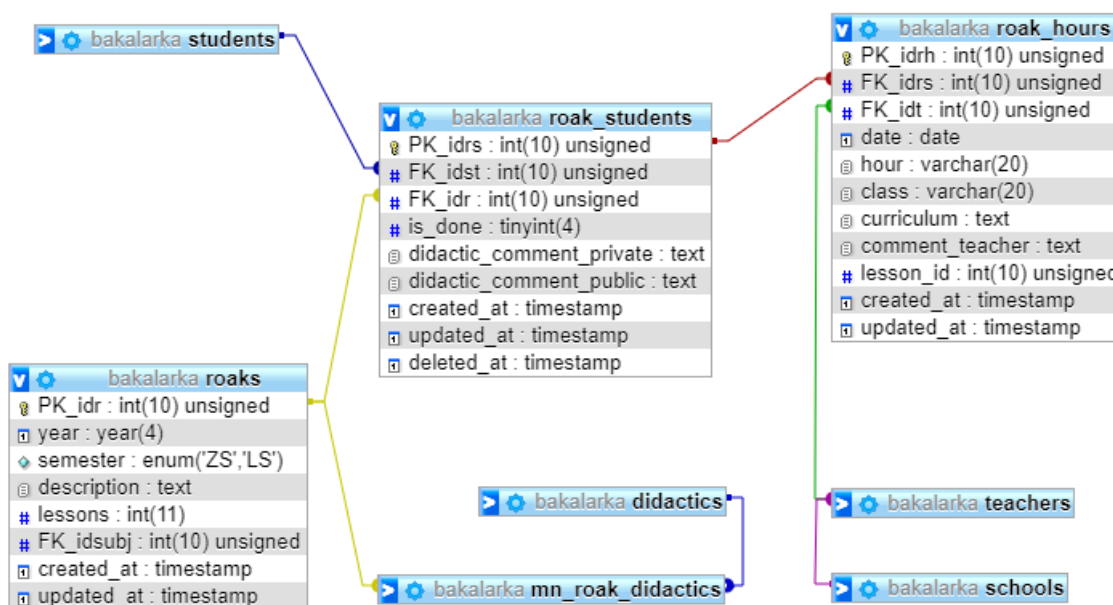 bakalarka students
bakalarka roak_hours
PK_idrh : int(10) unsigned
FK_idrs : int(10) unsigned
FK_idt : int(10) unsigned
date : date
hour : varchar(20)
class : varchar(20)
curriculum : text
comment_teacher : text
lesson_id : int(10) unsigned
created_at : timestamp
updated_at : timestamp
bakalarka roak_students
PK_idrs : int(10) unsigned
FK_idst : int(10) unsigned
FK_idr : int(10) unsigned
is_done : tinyint(4)
didactic_comment_private : text
didactic_comment_public : text
created_at : timestamp
updated_at : timestamp
deleted_at : timestamp
bakalarka roaks
PK_idr : int(10) unsigned
year : year(4)
semester : enum('ZS','LS')
description : text
lessons : int(11)
FK_idsubj : int(10) unsigned
created_at : timestamp
updated_at : timestamp
bakalarka didactics
bakalarka teachers
bakalarka mn_roak_didactics
bakalarka schools